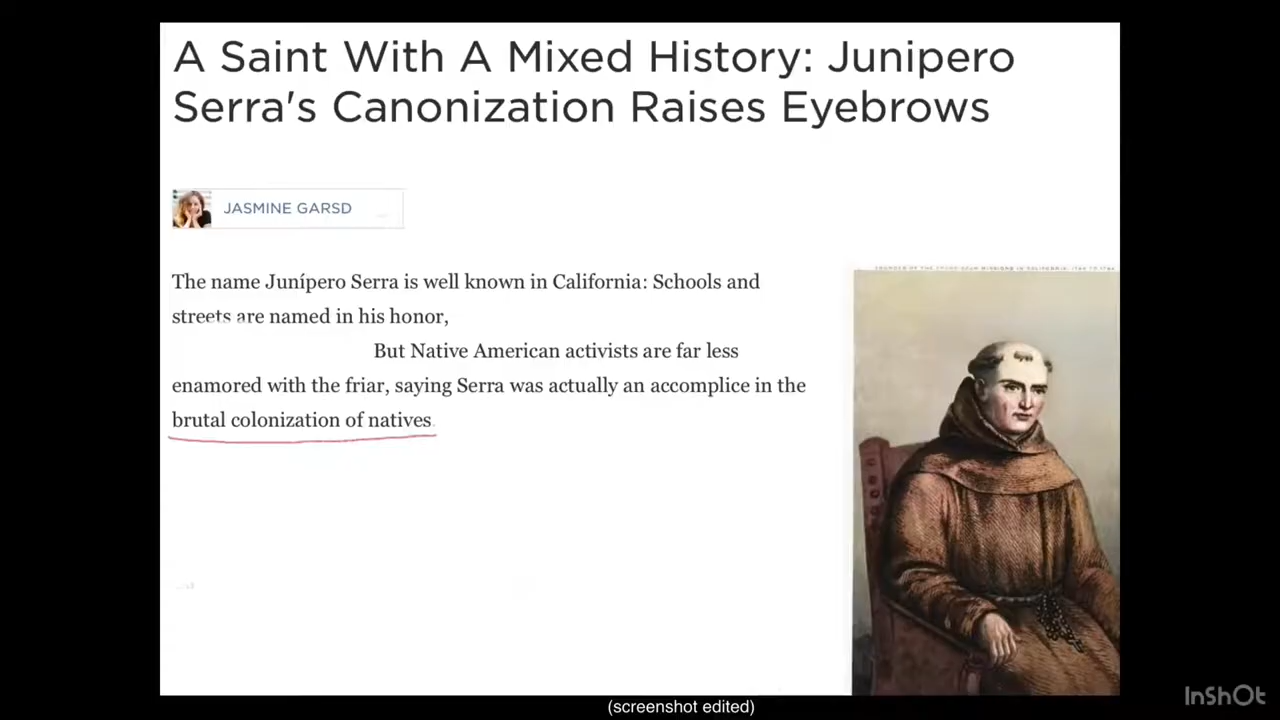 A Saint With A Mixed History: Junipero
Serra's Canonization Raises Eyebrows
JASMINE GARSD
The name Junípero Serra is well known in California: Schools and
streets are named in his honor,
But Native American activists are far less
enamored with the friar, saying Serra was actually an accomplice in the
brutal colonization of natives
(screenshot edited)
InShOt